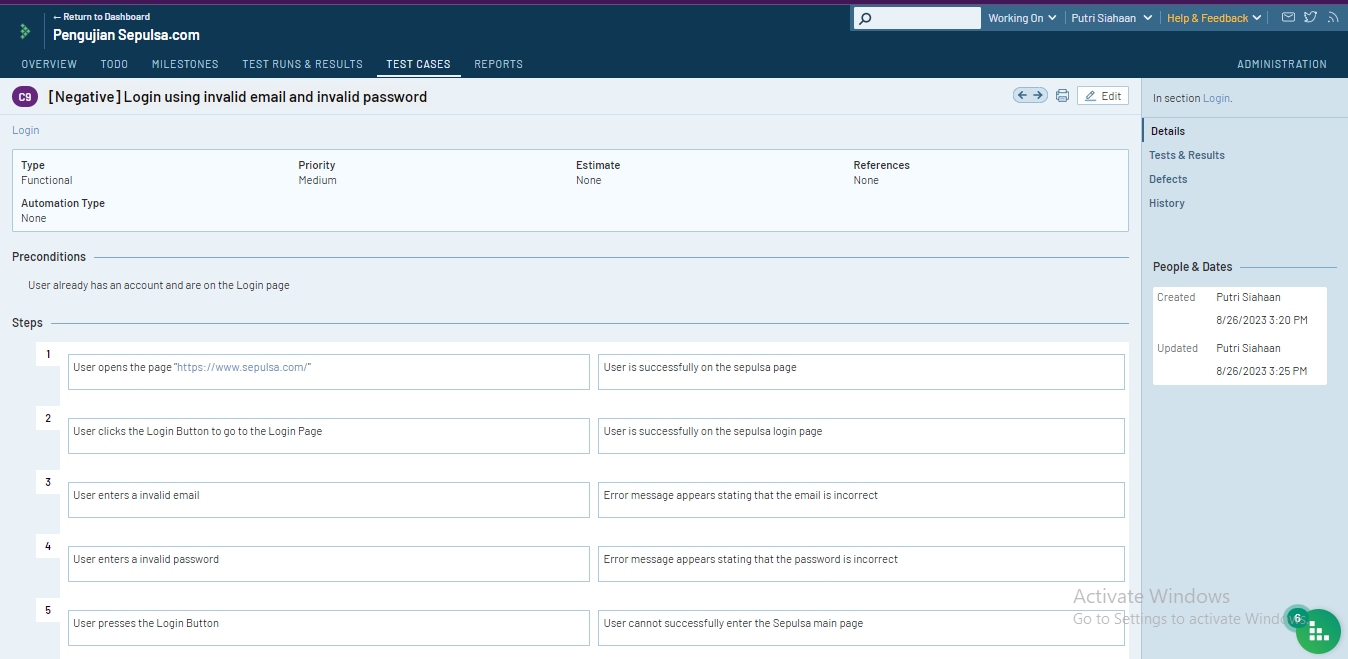 ← Return to Dashboard
Pengujian Sepulsa.com
Working On
Putri Siahaan
Help & Feedback
OVERVIEW TODO MILESTONES TEST RUNS & RESULTS TEST CASES REPORTS ADMINISTRATION
C9 [Negative] Login using invalid email and invalid password
Edit
In section Login.
Login
Details
Tests & Results
Defects
History
Type Priority Estimate References
Functional Medium None None
Automation Type
None
Preconditions
User already has an account and are on the Login page
People & Dates
Created Putri Siahaan
8/26/2023 3:20 PM
Updated Putri Siahaan
8/26/2023 3:25 PM
Steps
1
User opens the page "https://www.sepulsa.com/" User is successfully on the sepulsa page
2
User clicks the Login Button to go to the Login Page User is successfully on the sepulsa login page
3
User enters a invalid email Error message appears stating that the email is incorrect
4
User enters a invalid password Error message appears stating that the password is incorrect
5
User presses the Login Button User cannot successfully enter the Sepulsa main page
Activate Windows
Go to Settings to activate Windows.
6